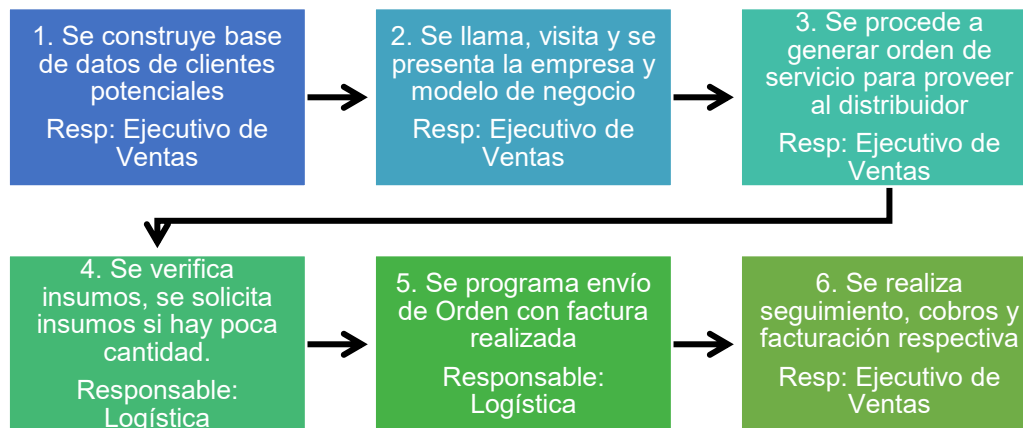 1. Se construye base
de datos de clientes
potenciales
Resp: Ejecutivo de
Ventas
2. Se llama, visita y se
presenta la empresa y
modelo de negocio
Resp: Ejecutivo de
Ventas
3. Se procede a
generar orden de
servicio para proveer
al distribuidor
Resp: Ejecutivo de
Ventas
4. Se verifica
insumos, se solicita
insumos si hay poca
cantidad.
Responsable:
Logística
5. Se programa envío
de Orden con factura
realizada
Responsable:
Logística
6. Se realiza
seguimiento, cobros y
facturación respectiva
Resp: Ejecutivo de
Ventas